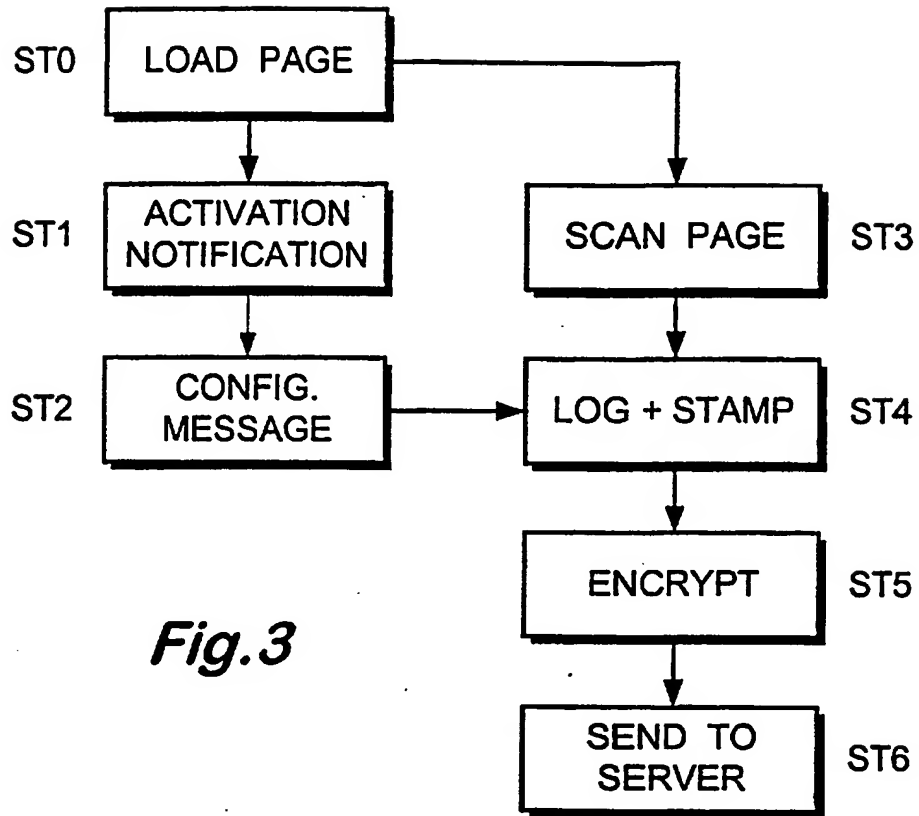 ST0
LOAD PAGE
ACTIVATION
NOTIFICATION
ST1
SCAN PAGE
ST3
CONFIG.
MESSAGE
ST2
LOG + STAMP
ST4
ENCRYPT
ST5
Fig.3
SEND TO
SERVER
ST6